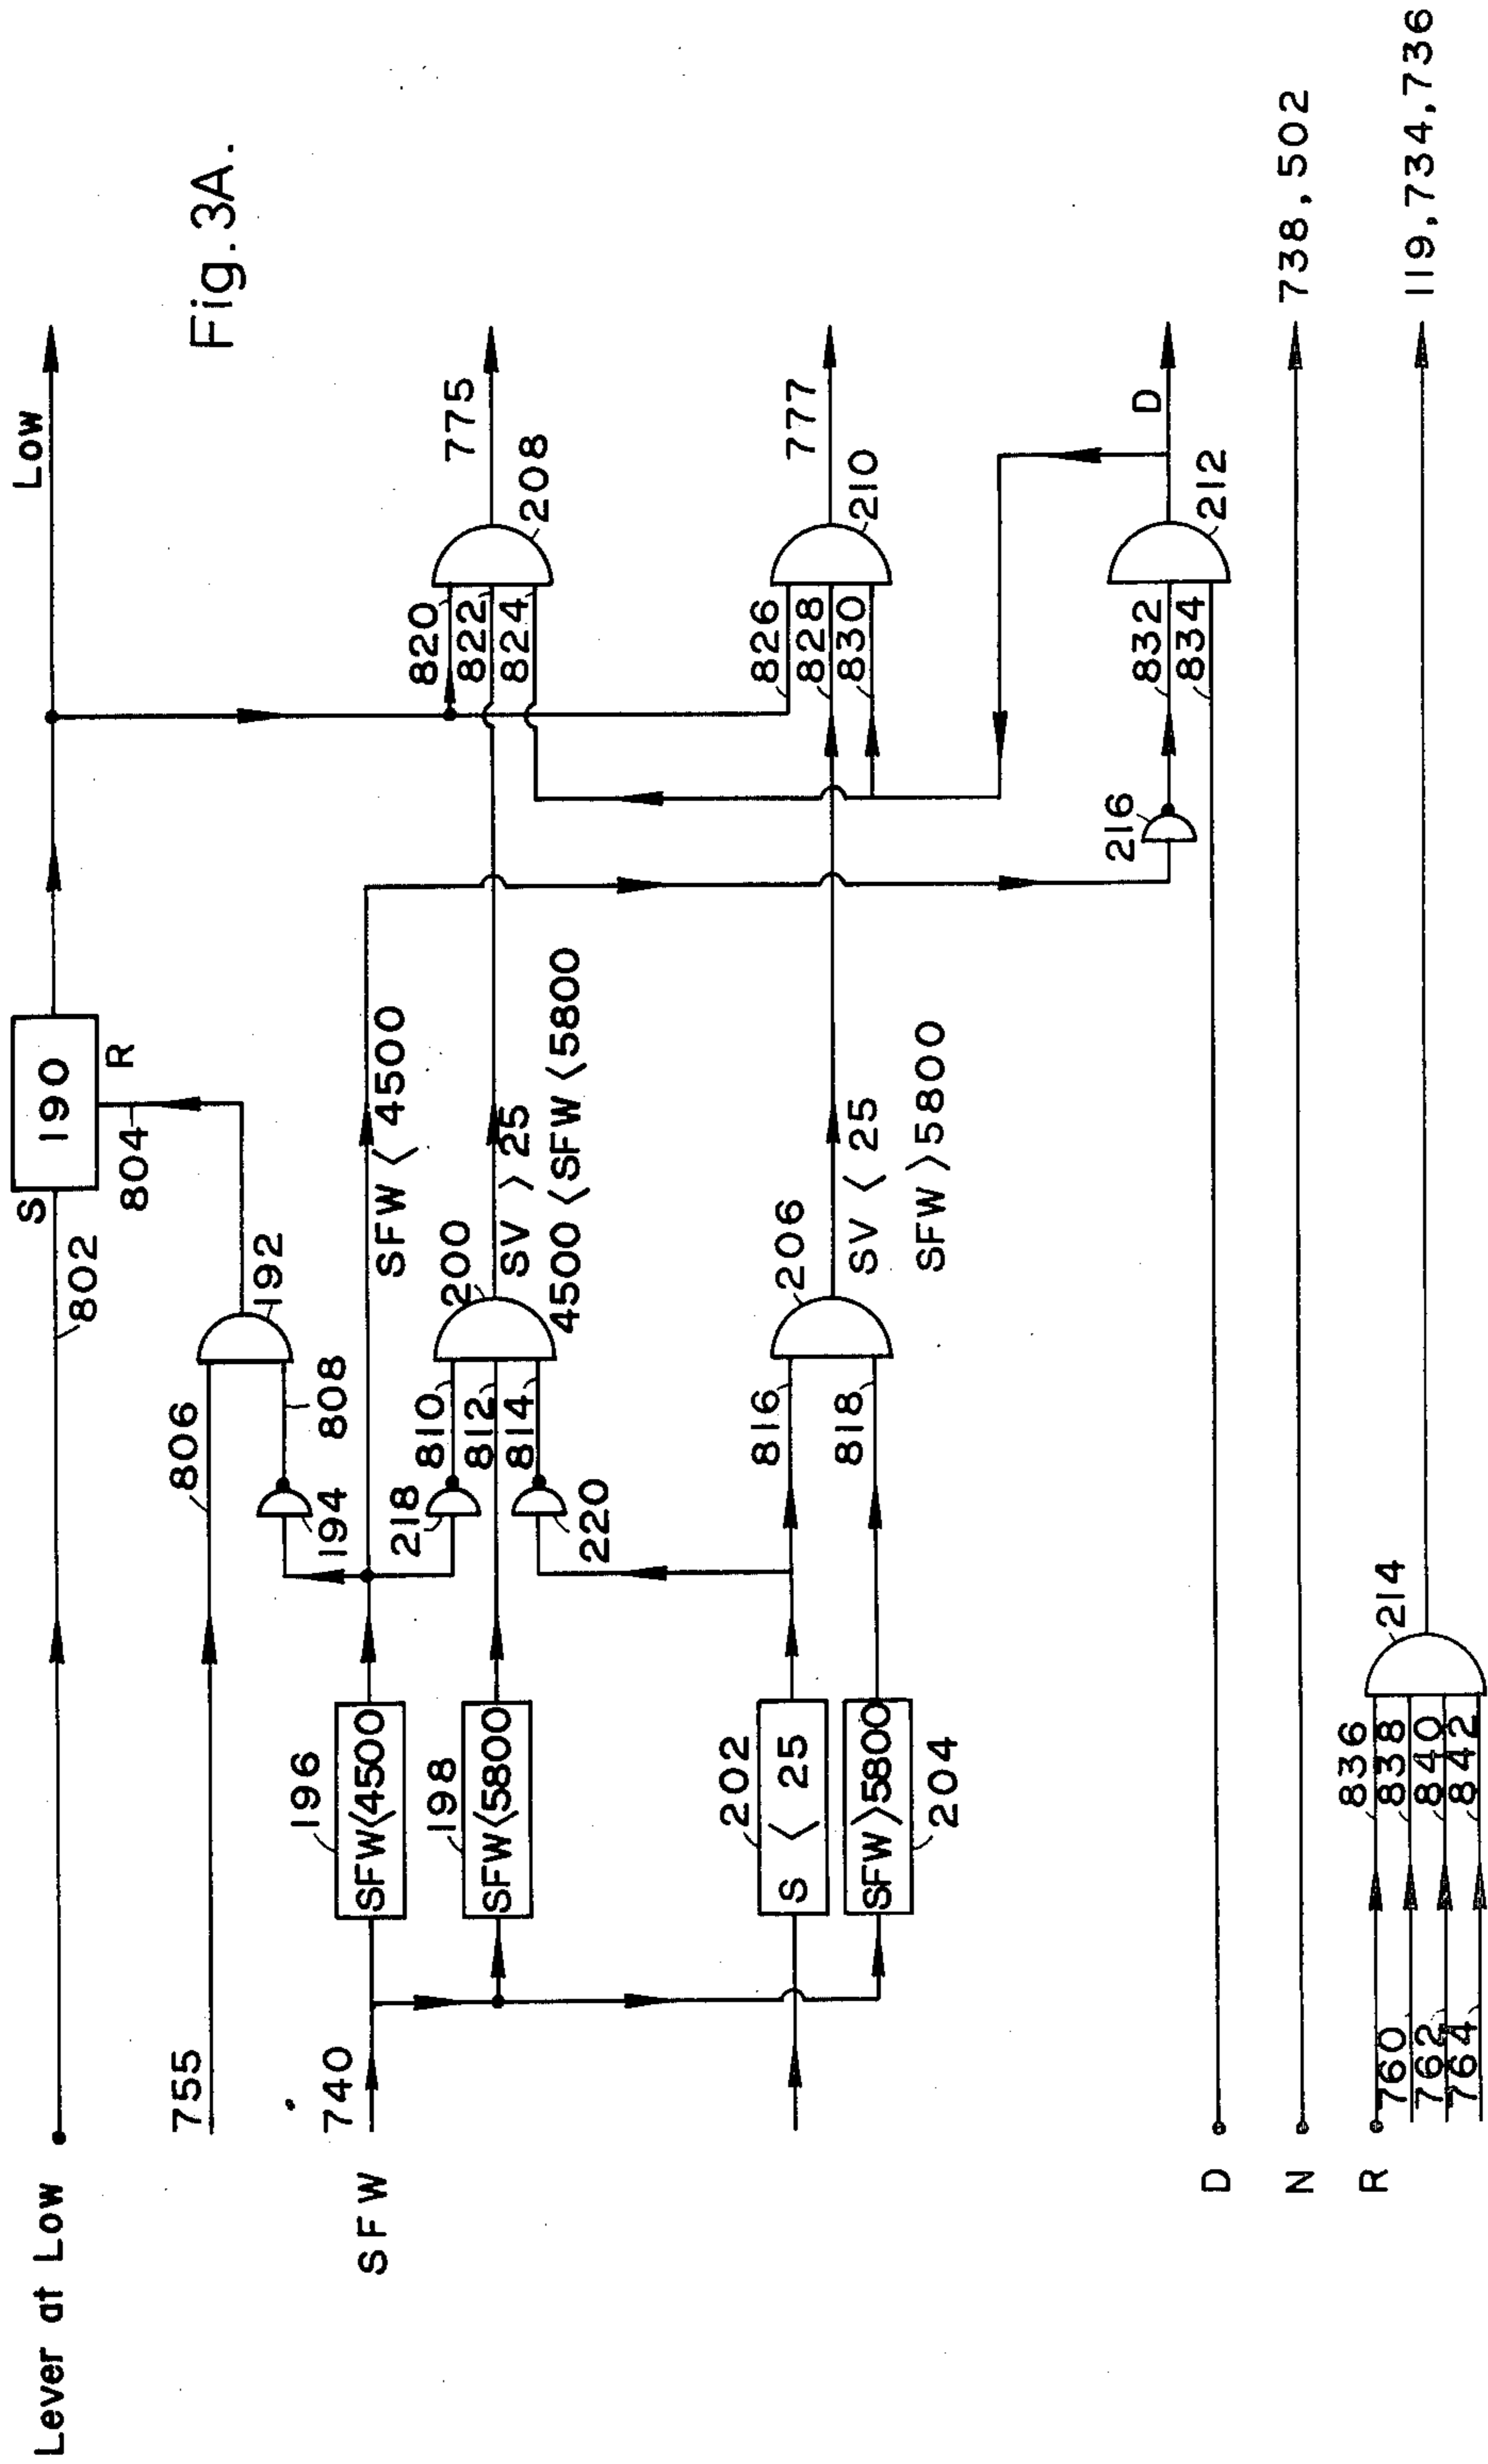 Fig. 3A.
Lever at Low
802
S
190
R
804
Low
755
806
808
194
192
SFW
740
196
SFW<4500
SFW < 4500
198
SFW<5800
218
810
812
814
220
200
SV > 25
4500 < SFW < 5800
820
822
824
208
775
202
S < 25
SFW>5800
204
816
818
206
SV < 25
SFW > 5800
826
828
830
210
777
216
832
834
212
D
D
N
738, 502
R
760
762
764
836
838
840
842
214
119, 734, 736